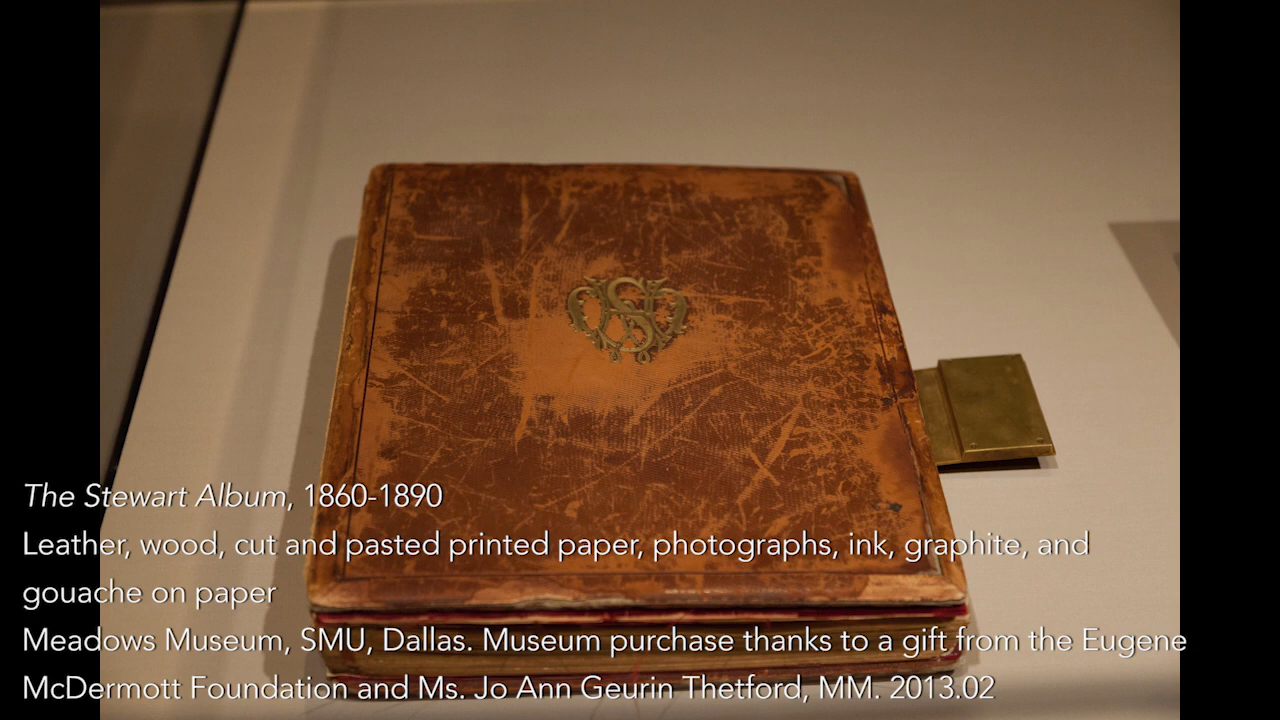 The Stewart Album, 1860-1890
Leather, wood, cut and pasted printed paper, photographs, ink, graphite, and
gouache on paper
Meadows Museum, SMU, Dallas. Museum purchase thanks to a gift from the Eugene
McDermott Foundation and Ms. Jo Ann Geurin Thetford, MM. 2013.02